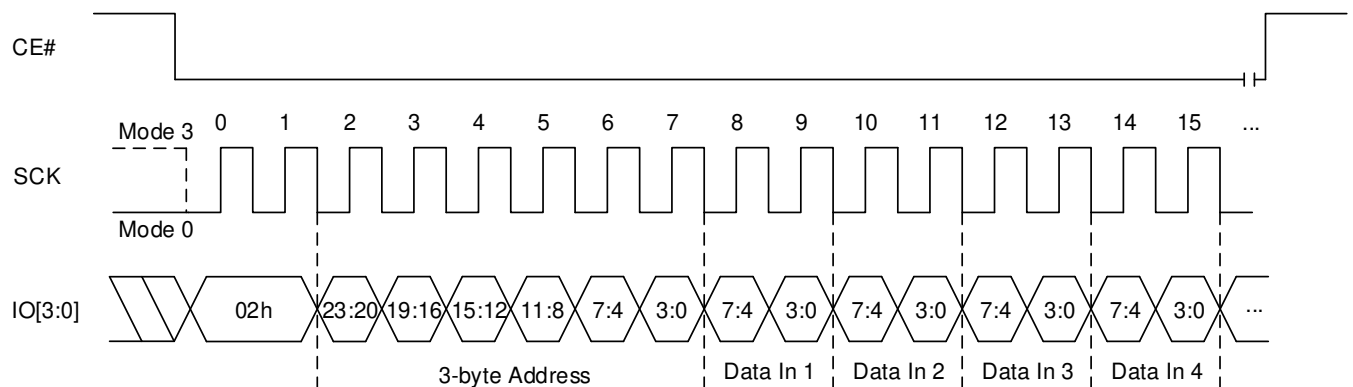 CE#
Mode 3 0 1 2 3 4 5 6 7 8 9 10 11 12 13 14 15 ...
SCK
Mode 0
IO[3:0] 02h 23:20 19:16 15:12 11:8 7:4 3:0 7:4 3:0 7:4 3:0 7:4 3:0 7:4 3:0 ...
3-byte Address Data In 1 Data In 2 Data In 3 Data In 4